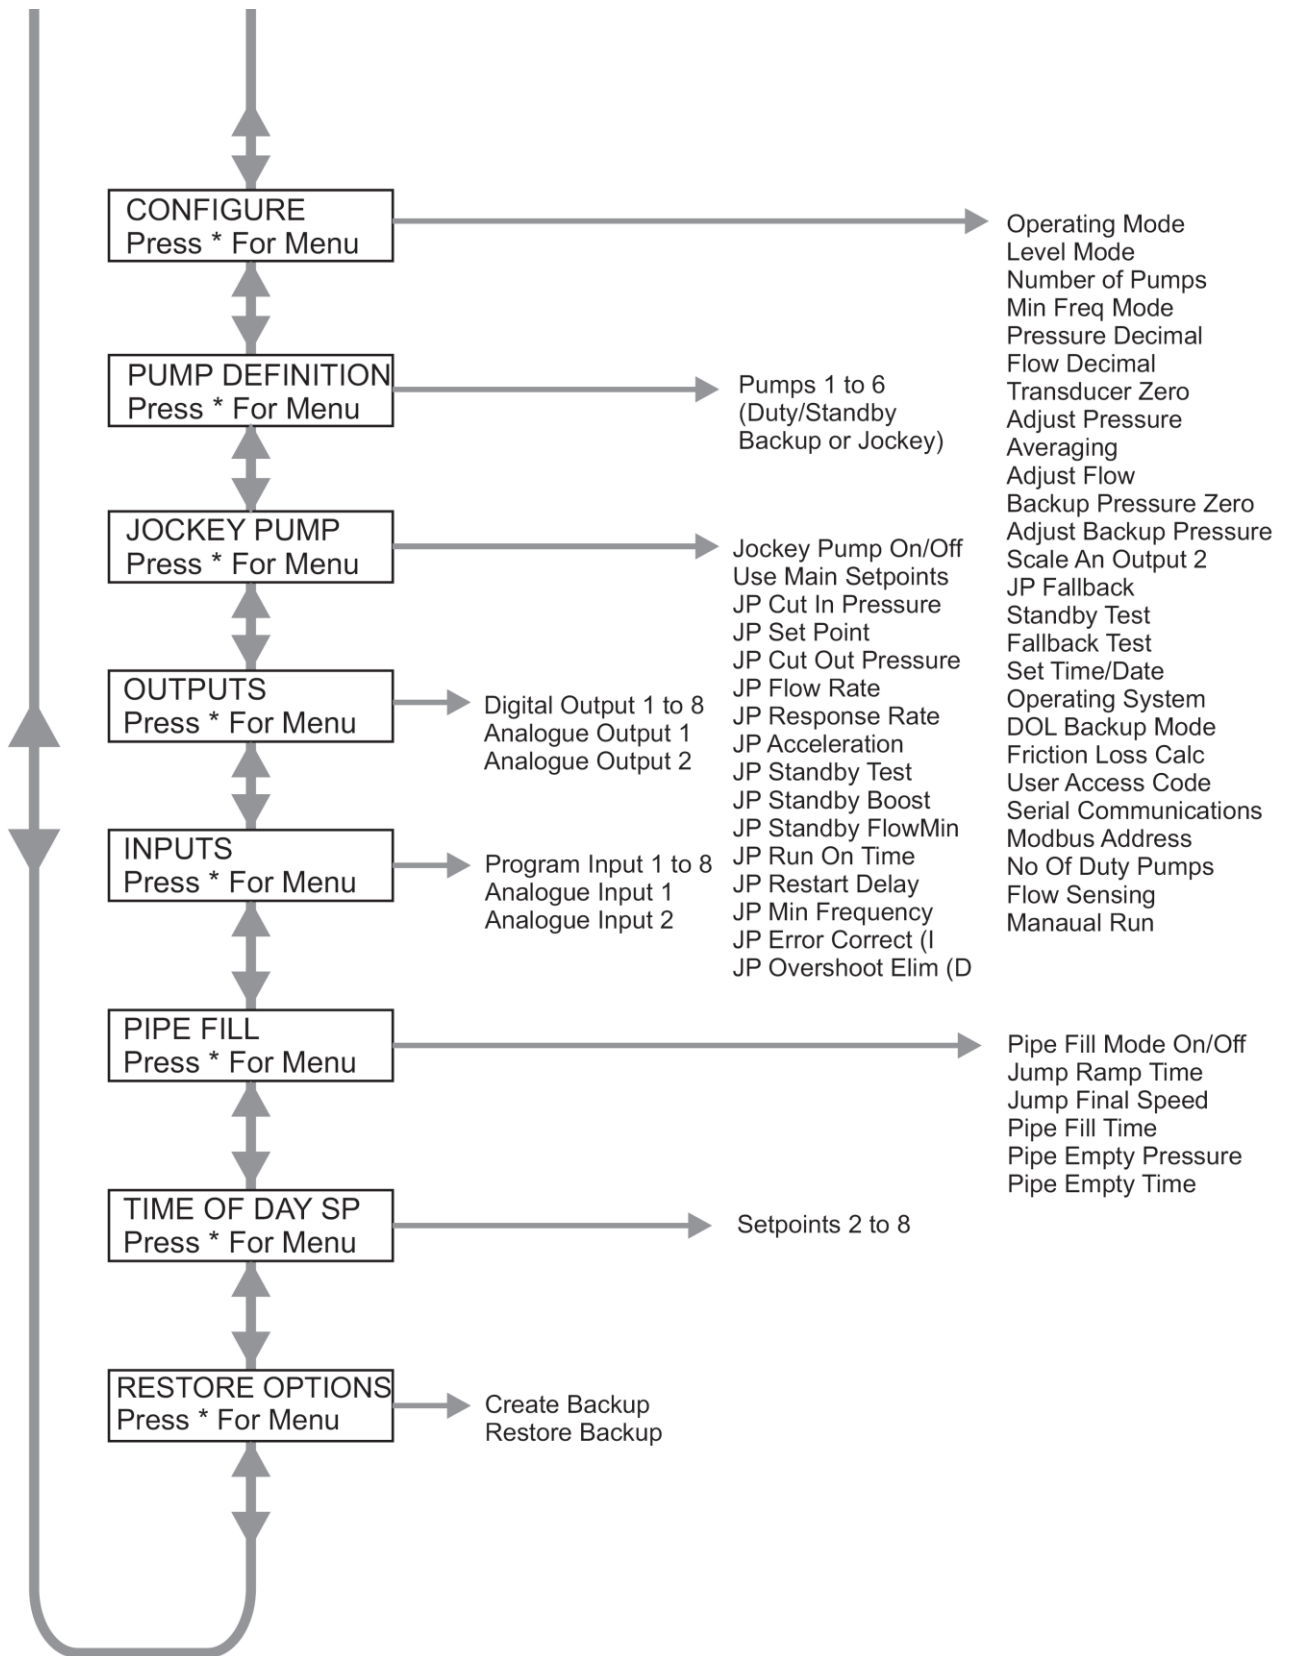 CONFIGURE
Press * For Menu
Operating Mode
Level Mode
Number of Pumps
Min Freq Mode
Pressure Decimal
Flow Decimal
Transducer Zero
Adjust Pressure
Averaging
Adjust Flow
Backup Pressure Zero
Adjust Backup Pressure
Scale An Output 2
JP Fallback
Standby Test
Fallback Test
Set Time/Date
Operating System
DOL Backup Mode
Friction Loss Calc
User Access Code
Serial Communications
Modbus Address
No Of Duty Pumps
Flow Sensing
Manaual Run
PUMP DEFINITION
Press * For Menu
Pumps 1 to 6
(Duty/Standby
Backup or Jockey)
JOCKEY PUMP
Press * For Menu
Jockey Pump On/Off
Use Main Setpoints
JP Cut In Pressure
JP Set Point
JP Cut Out Pressure
JP Flow Rate
JP Response Rate
JP Acceleration
JP Standby Test
JP Standby Boost
JP Standby FlowMin
JP Run On Time
JP Restart Delay
JP Min Frequency
JP Error Correct (I
JP Overshoot Elim (D
OUTPUTS
Press * For Menu
Digital Output 1 to 8
Analogue Output 1
Analogue Output 2
INPUTS
Press * For Menu
Program Input 1 to 8
Analogue Input 1
Analogue Input 2
PIPE FILL
Press * For Menu
Pipe Fill Mode On/Off
Jump Ramp Time
Jump Final Speed
Pipe Fill Time
Pipe Empty Pressure
Pipe Empty Time
TIME OF DAY SP
Press * For Menu
Setpoints 2 to 8
RESTORE OPTIONS
Press * For Menu
Create Backup
Restore Backup